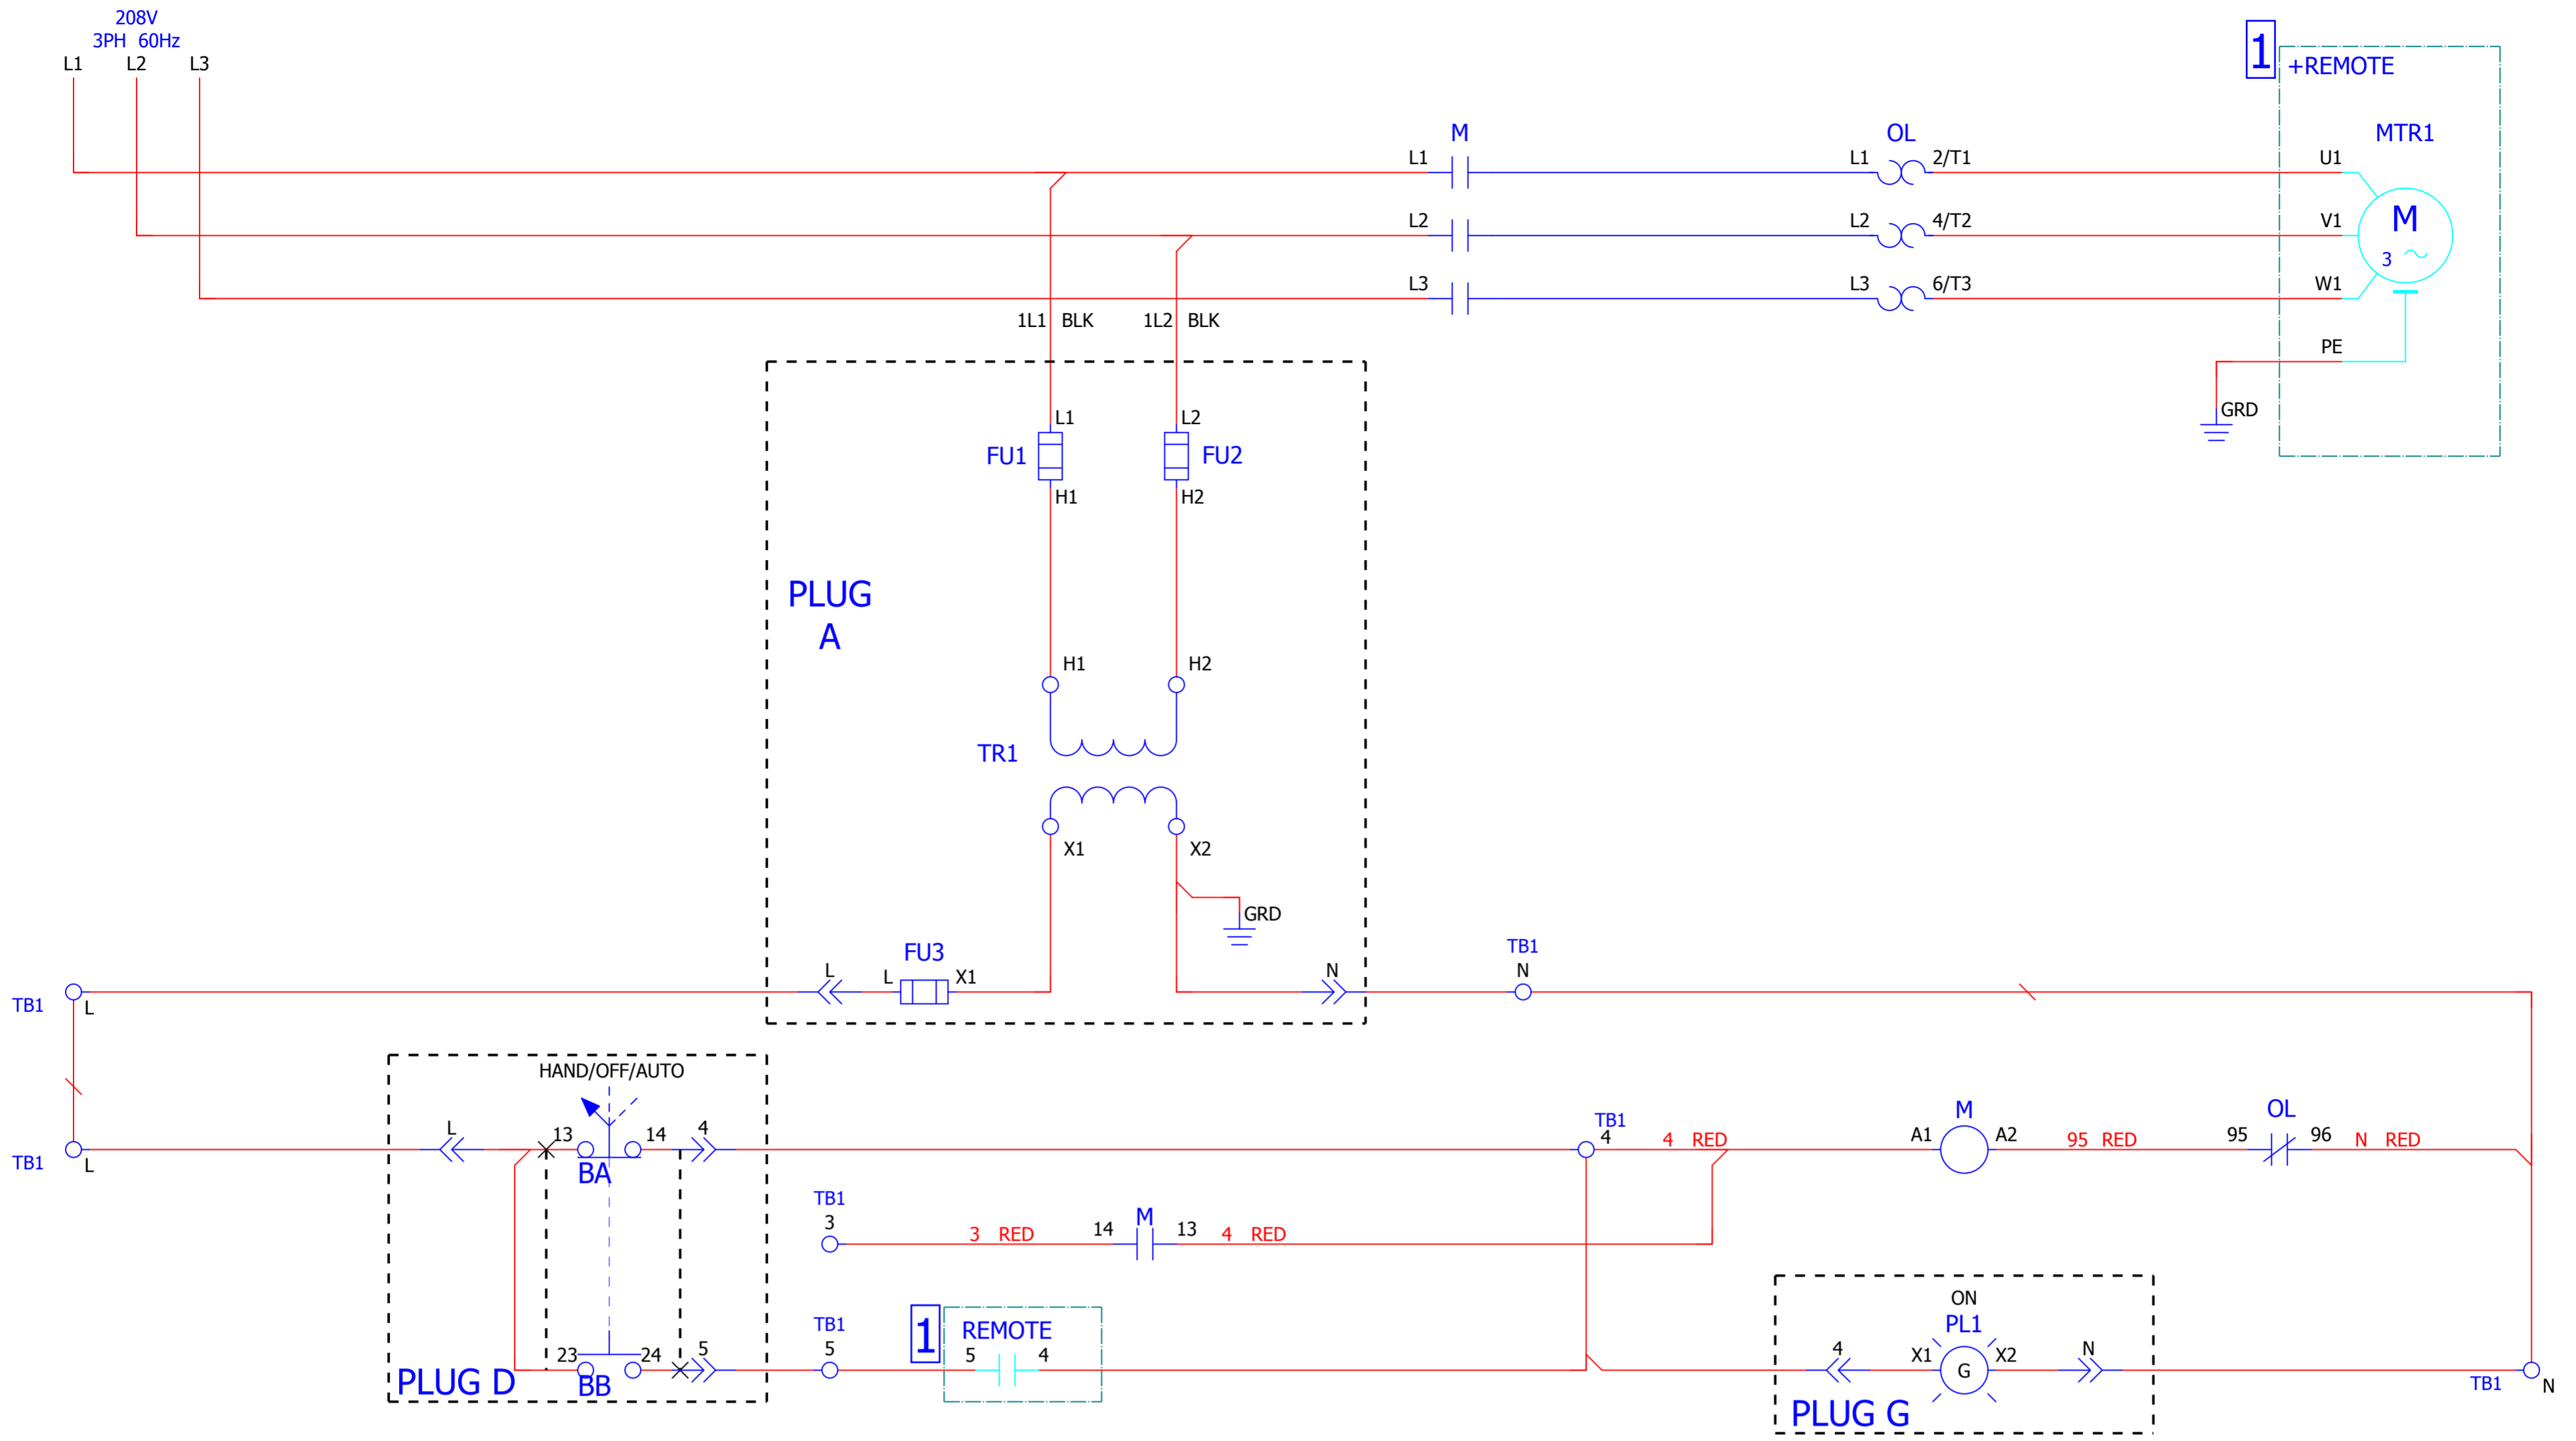 208V
3PH 60Hz
L1 L2 L3
1
+REMOTE
M OL MTR1
L1 L1 2/T1 U1
L2 L2 4/T2 V1
M
3
L3 L3 6/T3 W1
1L1 BLK 1L2 BLK
PE
GRD
L1 L2
FU1 FU2
H1 H2
PLUG
A
H1 H2
TR1
X1 X2
GRD
FU3
L L X1 N
TB1
N
TB1 L
HAND/OFF/AUTO
TB1 L
L 13 14 4
BA
TB1
4
4 RED
M
A1 A2
95 RED
OL
95 96
N RED
TB1
3
3 RED
14 M 13
4 RED
TB1
5
1
REMOTE
5 4
23 24 5
BB
PLUG D
ON
PL1
4 X1 G X2 N
PLUG G
TB1 N